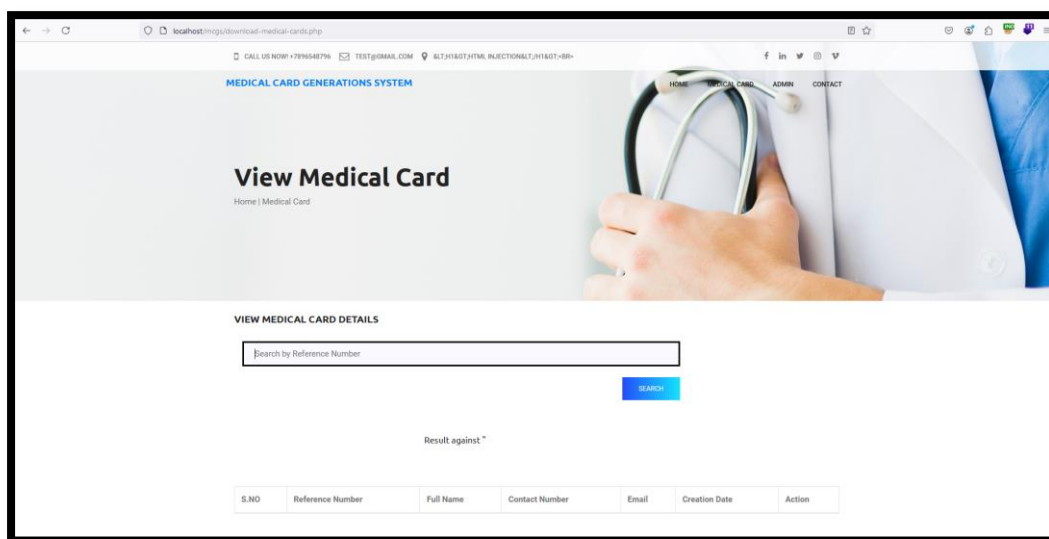 localhost/mcgs/download-medical-cards.php
CALL US NOW! +7896548796 TEST@GMAIL.COM &LT;H1&GT;HTML INJECTION&LT;/H1&GT;<BR>
MEDICAL CARD GENERATIONS SYSTEM
HOME MEDICAL CARD ADMIN CONTACT
View Medical Card
Home | Medical Card
VIEW MEDICAL CARD DETAILS
Search by Reference Number
SEARCH
Result against "
S.NO Reference Number Full Name Contact Number Email Creation Date Action